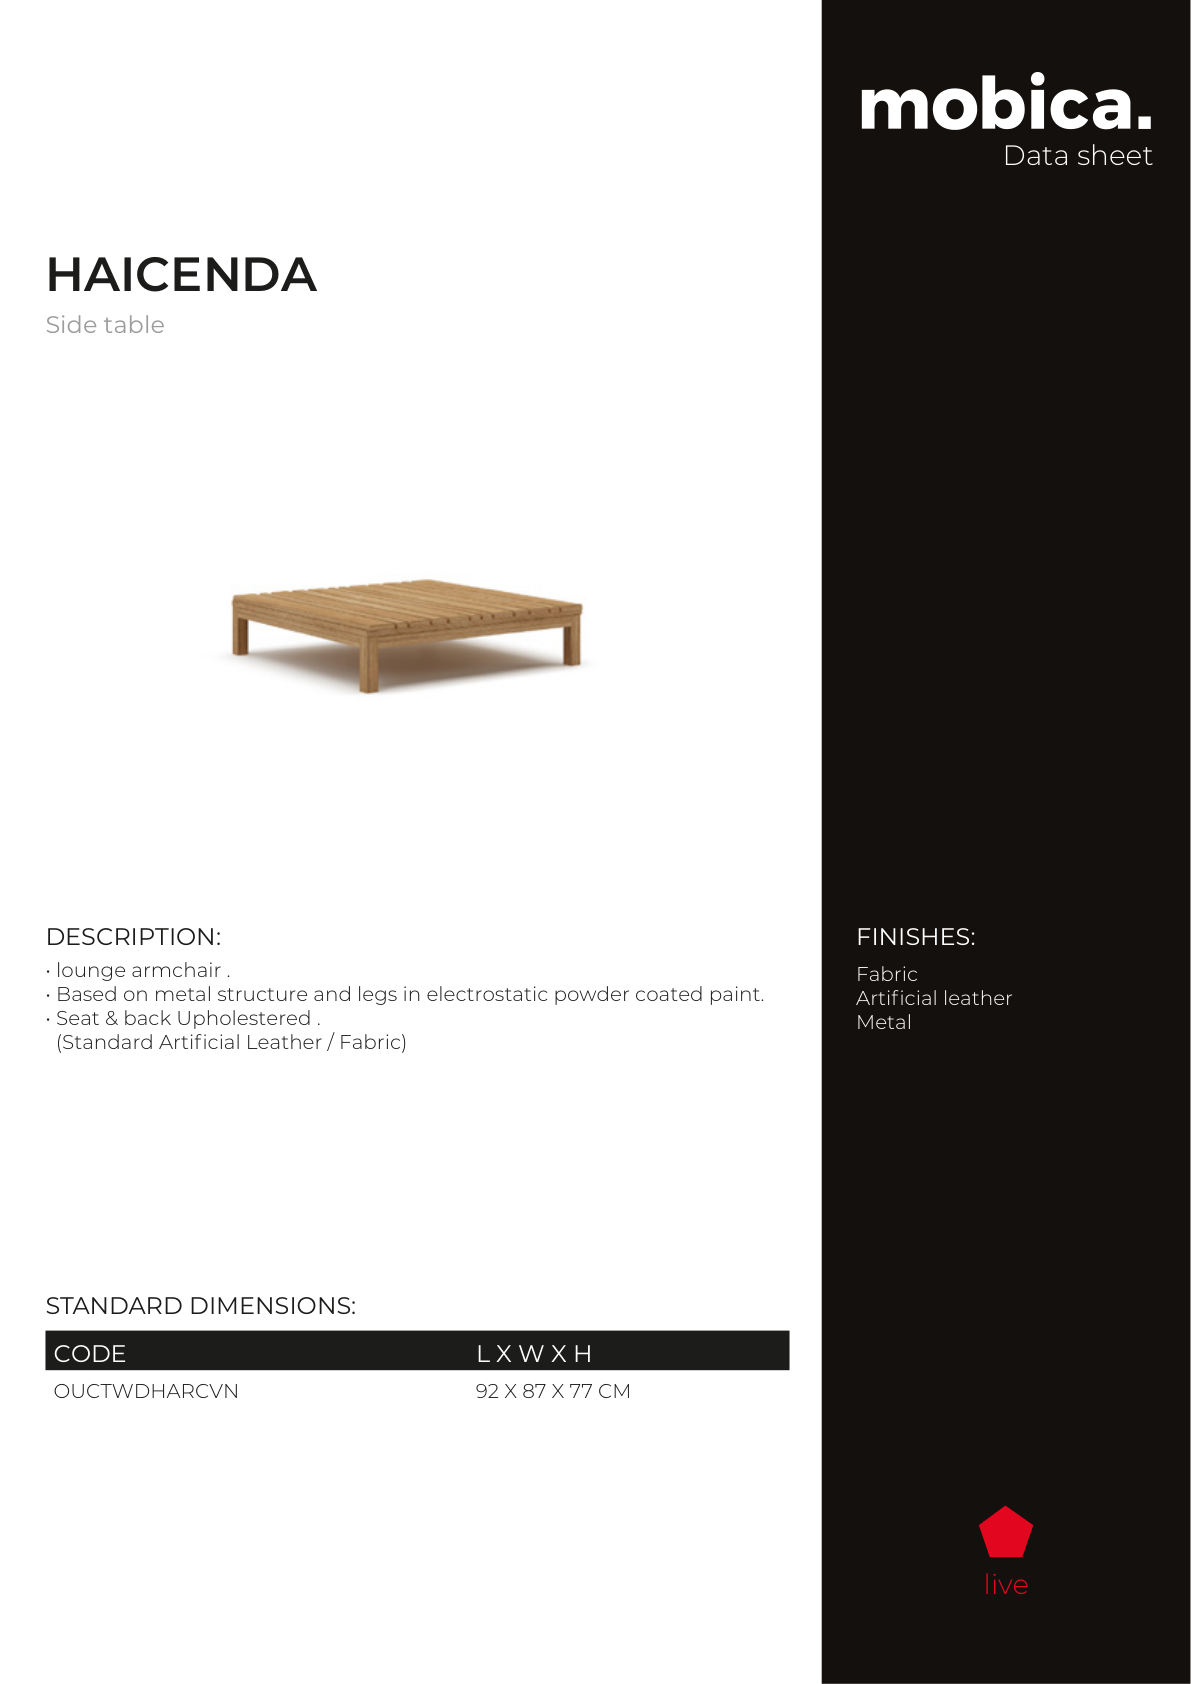 mobica.
Data sheet
HAICENDA
Side table
DESCRIPTION:
• lounge armchair .
• Based on metal structure and legs in electrostatic powder coated paint.
• Seat & back Upholestered .
(Standard Artificial Leather / Fabric)
FINISHES:
Fabric
Artificial leather
Metal
STANDARD DIMENSIONS:
CODE L X W X H
OUCTWDHARCVN 92 X 87 X 77 CM
live